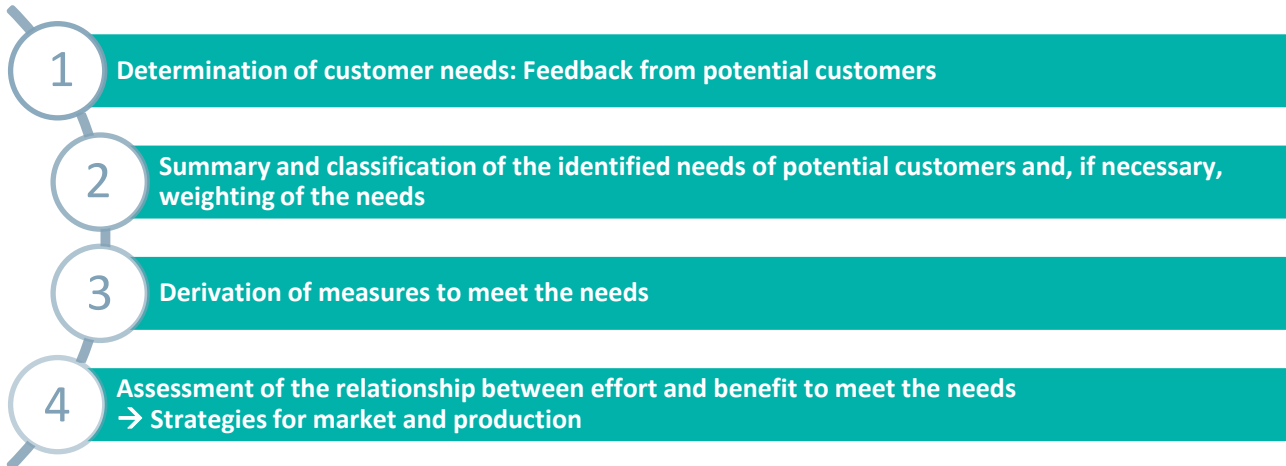 1
Determination of customer needs: Feedback from potential customers
2
Summary and classification of the identified needs of potential customers and, if necessary,
weighting of the needs
3
Derivation of measures to meet the needs
4
Assessment of the relationship between effort and benefit to meet the needs
→ Strategies for market and production